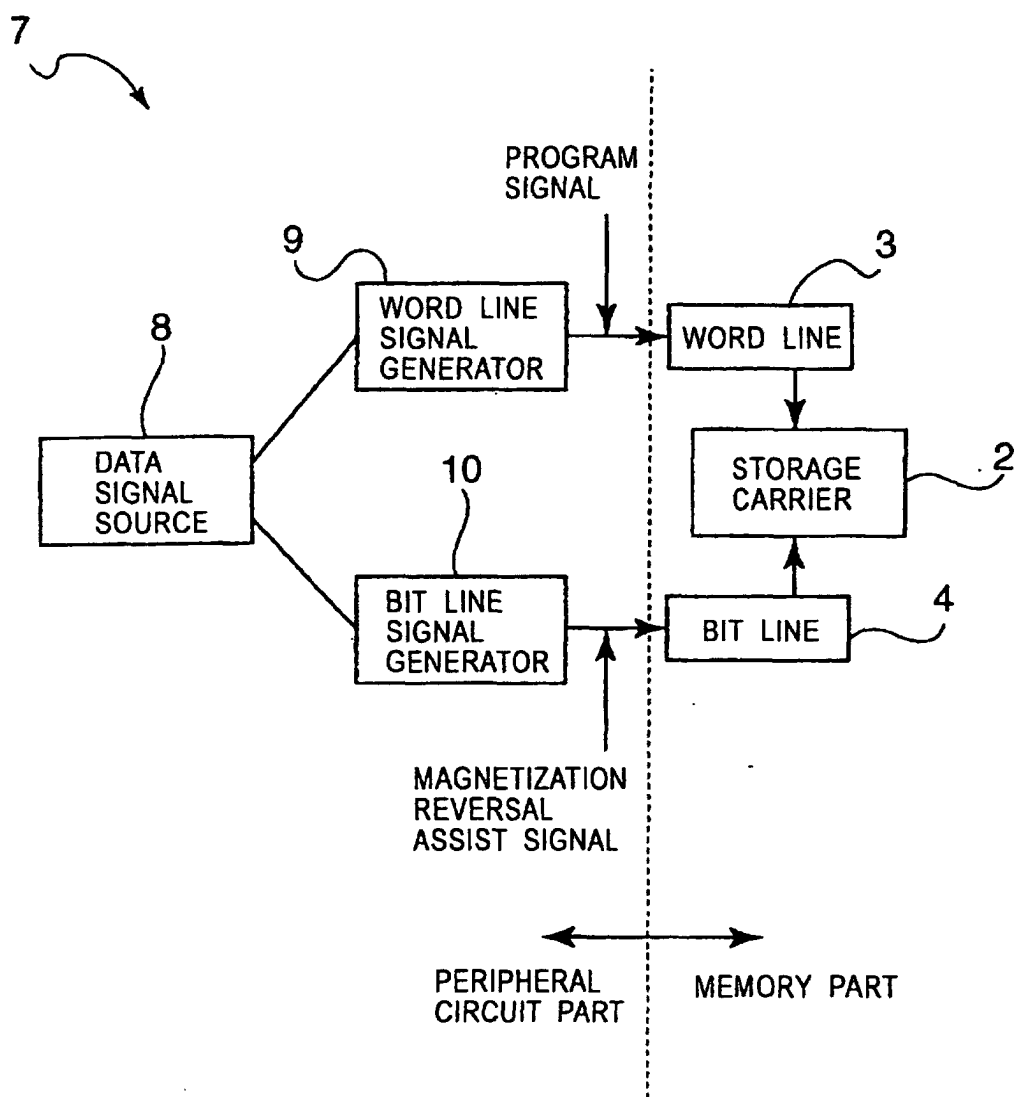 7
PROGRAM
SIGNAL
9
WORD LINE
SIGNAL
GENERATOR
3
WORD LINE
8
DATA
SIGNAL
SOURCE
STORAGE
CARRIER
2
10
BIT LINE
SIGNAL
GENERATOR
BIT LINE
4
MAGNETIZATION
REVERSAL
ASSIST SIGNAL
PERIPHERAL
CIRCUIT PART
MEMORY PART